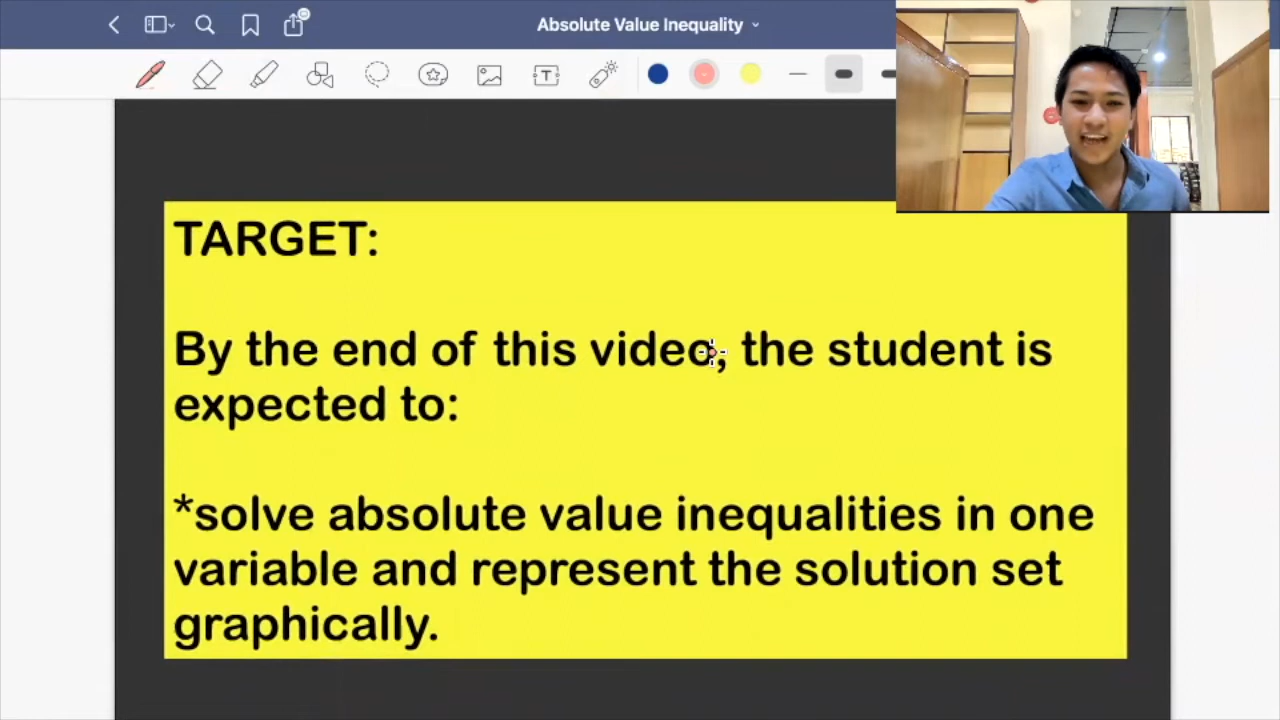 Absolute Value Inequality
TARGET:
By the end of this video, the student is
expected to:
*solve absolute value inequalities in one
variable and represent the solution set
graphically.